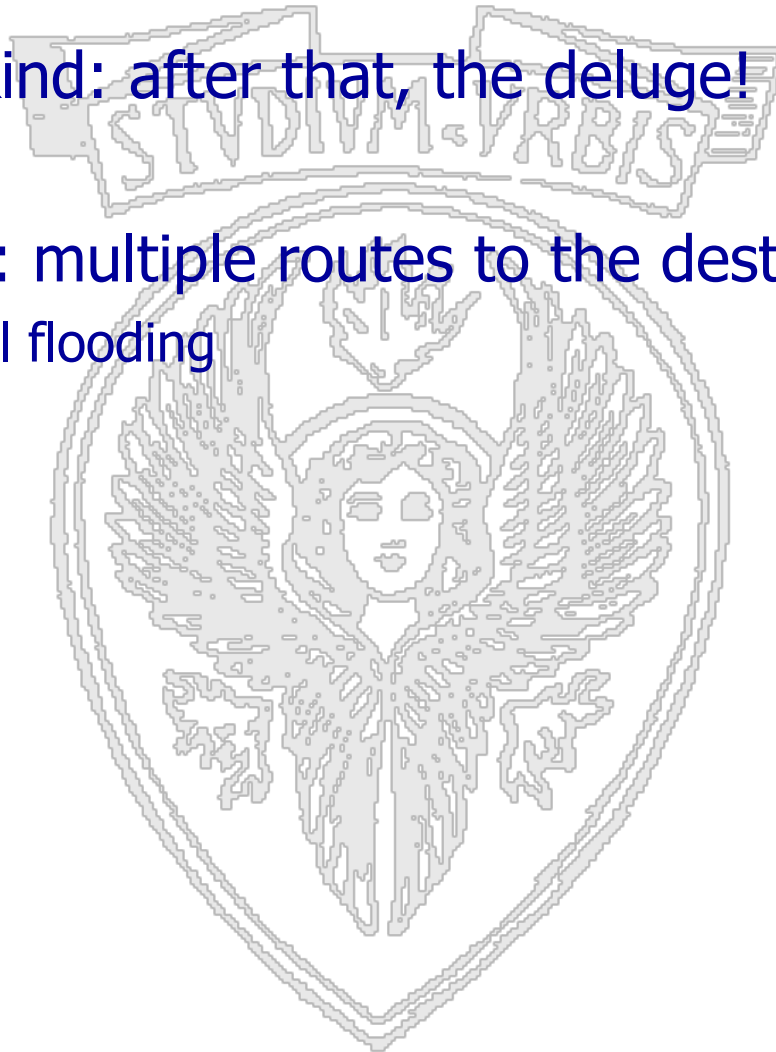 ind: after that, the deluge!
STVDIVM VRBIS
: multiple routes to the dest
l flooding